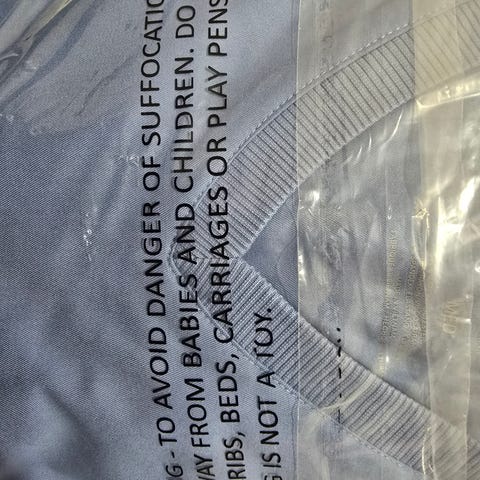 G - TO AVOID DANGER OF SUFFOCATIO
WAY FROM BABIES AND CHILDREN. DO
RIBS, BEDS, CARRIAGES OR PLAY PENS
G IS NOT A TOY.